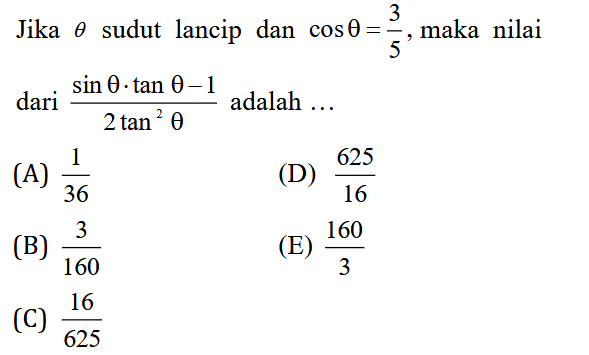 Jika θ sudut lancip dan cosθ = 3/5, maka nilai
dari (sin θ·tan θ−1)/(2 tan² θ) adalah …
(A) 1/36 (D) 625/16
(B) 3/160 (E) 160/3
(C) 16/625